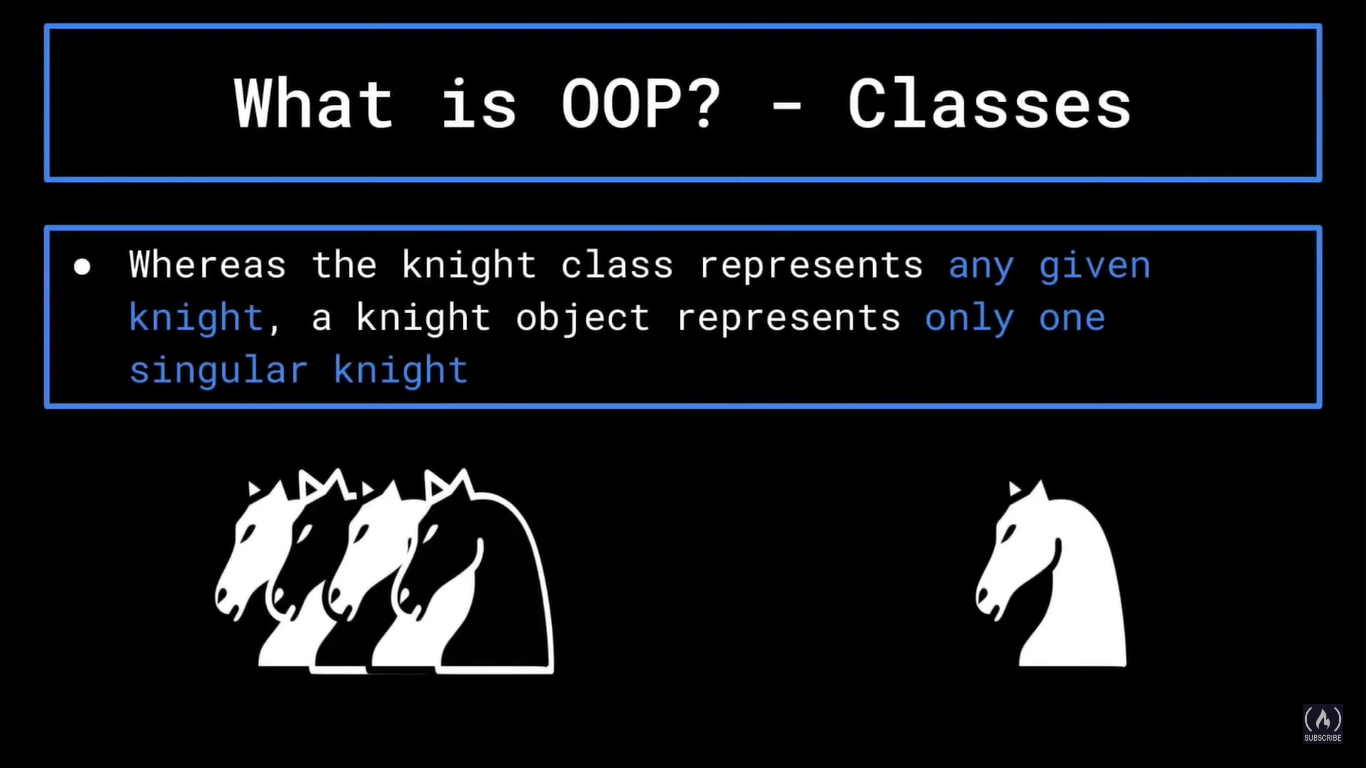 What is OOP? - Classes
● Whereas the knight class represents any given
knight, a knight object represents only one
singular knight
SUBSCRIBE